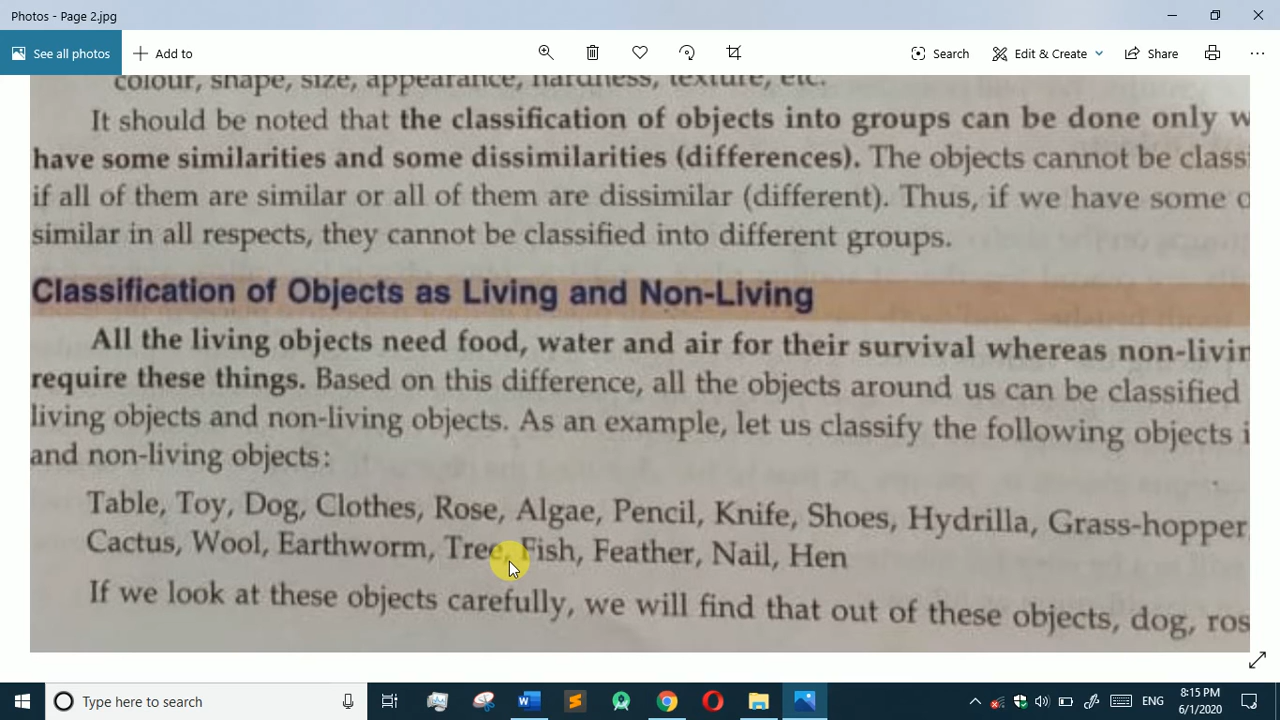 Photos - Page 2.jpg
See all photos
Add to
Search
Edit & Create
Share
colour, shape, size, appearance, hardness, texture, etc.
It should be noted that the classification of objects into groups can be done only
have some similarities and some dissimilarities (differences). The objects cannot be
if all of them are similar or all of them are dissimilar (different). Thus, if we have some
similar in all respects, they cannot be classified into different groups.
Classification of Objects as Living and Non-Living
All the living objects need food, water and air for their survival whereas
require these things. Based on this difference, all the objects around us can be classified
living objects and non-living objects. As an example, let us classify the following objects
and non-living objects:
Table, Toy, Dog, Clothes, Rose, Algae, Pencil, Knife, Shoes, Hydrilla, Grass-hopper,
Cactus, Wool, Earthworm, Tree, Fish, Feather, Nail, Hen
If we look at these objects carefully, we will find that out of these objects, dog,
Type here to search
ENG
8:15 PM
6/1/2020